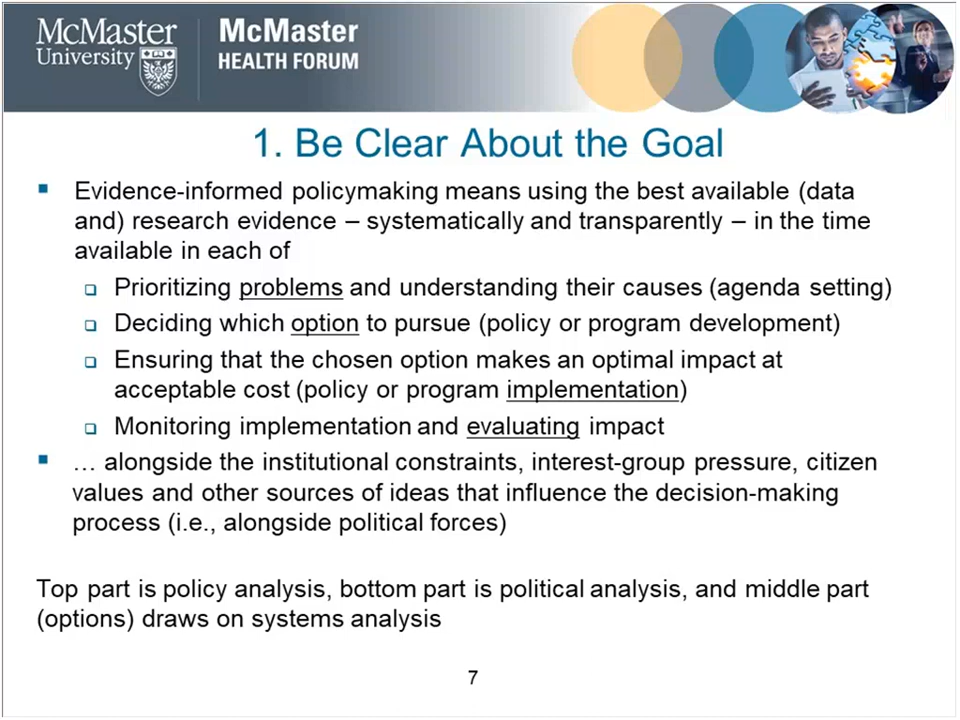 McMaster
University
McMaster
HEALTH FORUM
1. Be Clear About the Goal
Evidence-informed policymaking means using the best available (data
and) research evidence – systematically and transparently – in the time
available in each of
Prioritizing problems and understanding their causes (agenda setting)
Deciding which option to pursue (policy or program development)
Ensuring that the chosen option makes an optimal impact at
acceptable cost (policy or program implementation)
Monitoring implementation and evaluating impact
… alongside the institutional constraints, interest-group pressure, citizen
values and other sources of ideas that influence the decision-making
process (i.e., alongside political forces)
Top part is policy analysis, bottom part is political analysis, and middle part
(options) draws on systems analysis
7